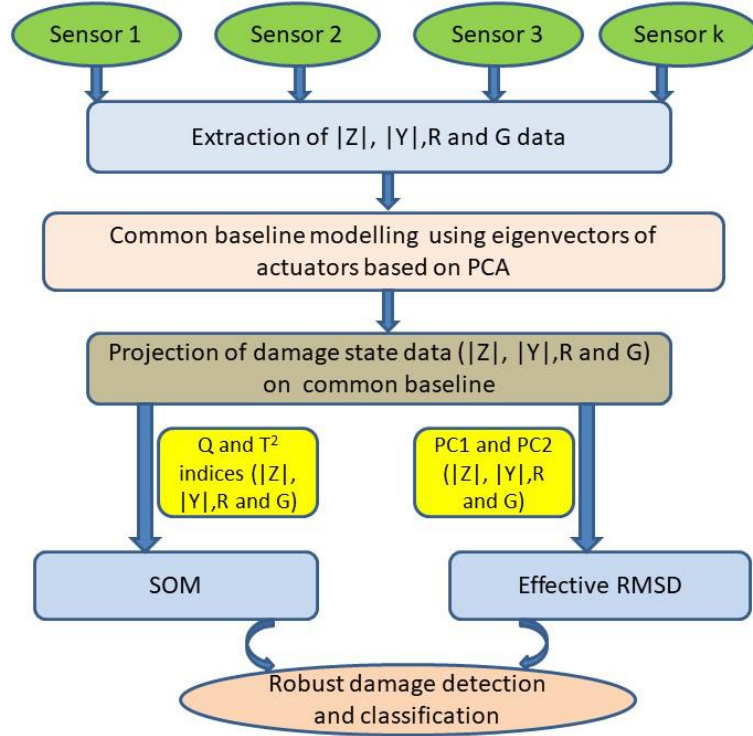 Sensor 1
Sensor 2
Sensor 3
Sensor k
Extraction of |Z|, |Y|,R and G data
Common baseline modelling using eigenvectors of
actuators based on PCA
Projection of damage state data (|Z|, |Y|,R and G)
on common baseline
Q and T²
indices (|Z|,
|Y|,R and G)
PC1 and PC2
(|Z|, |Y|,R
and G)
SOM
Effective RMSD
Robust damage detection
and classification